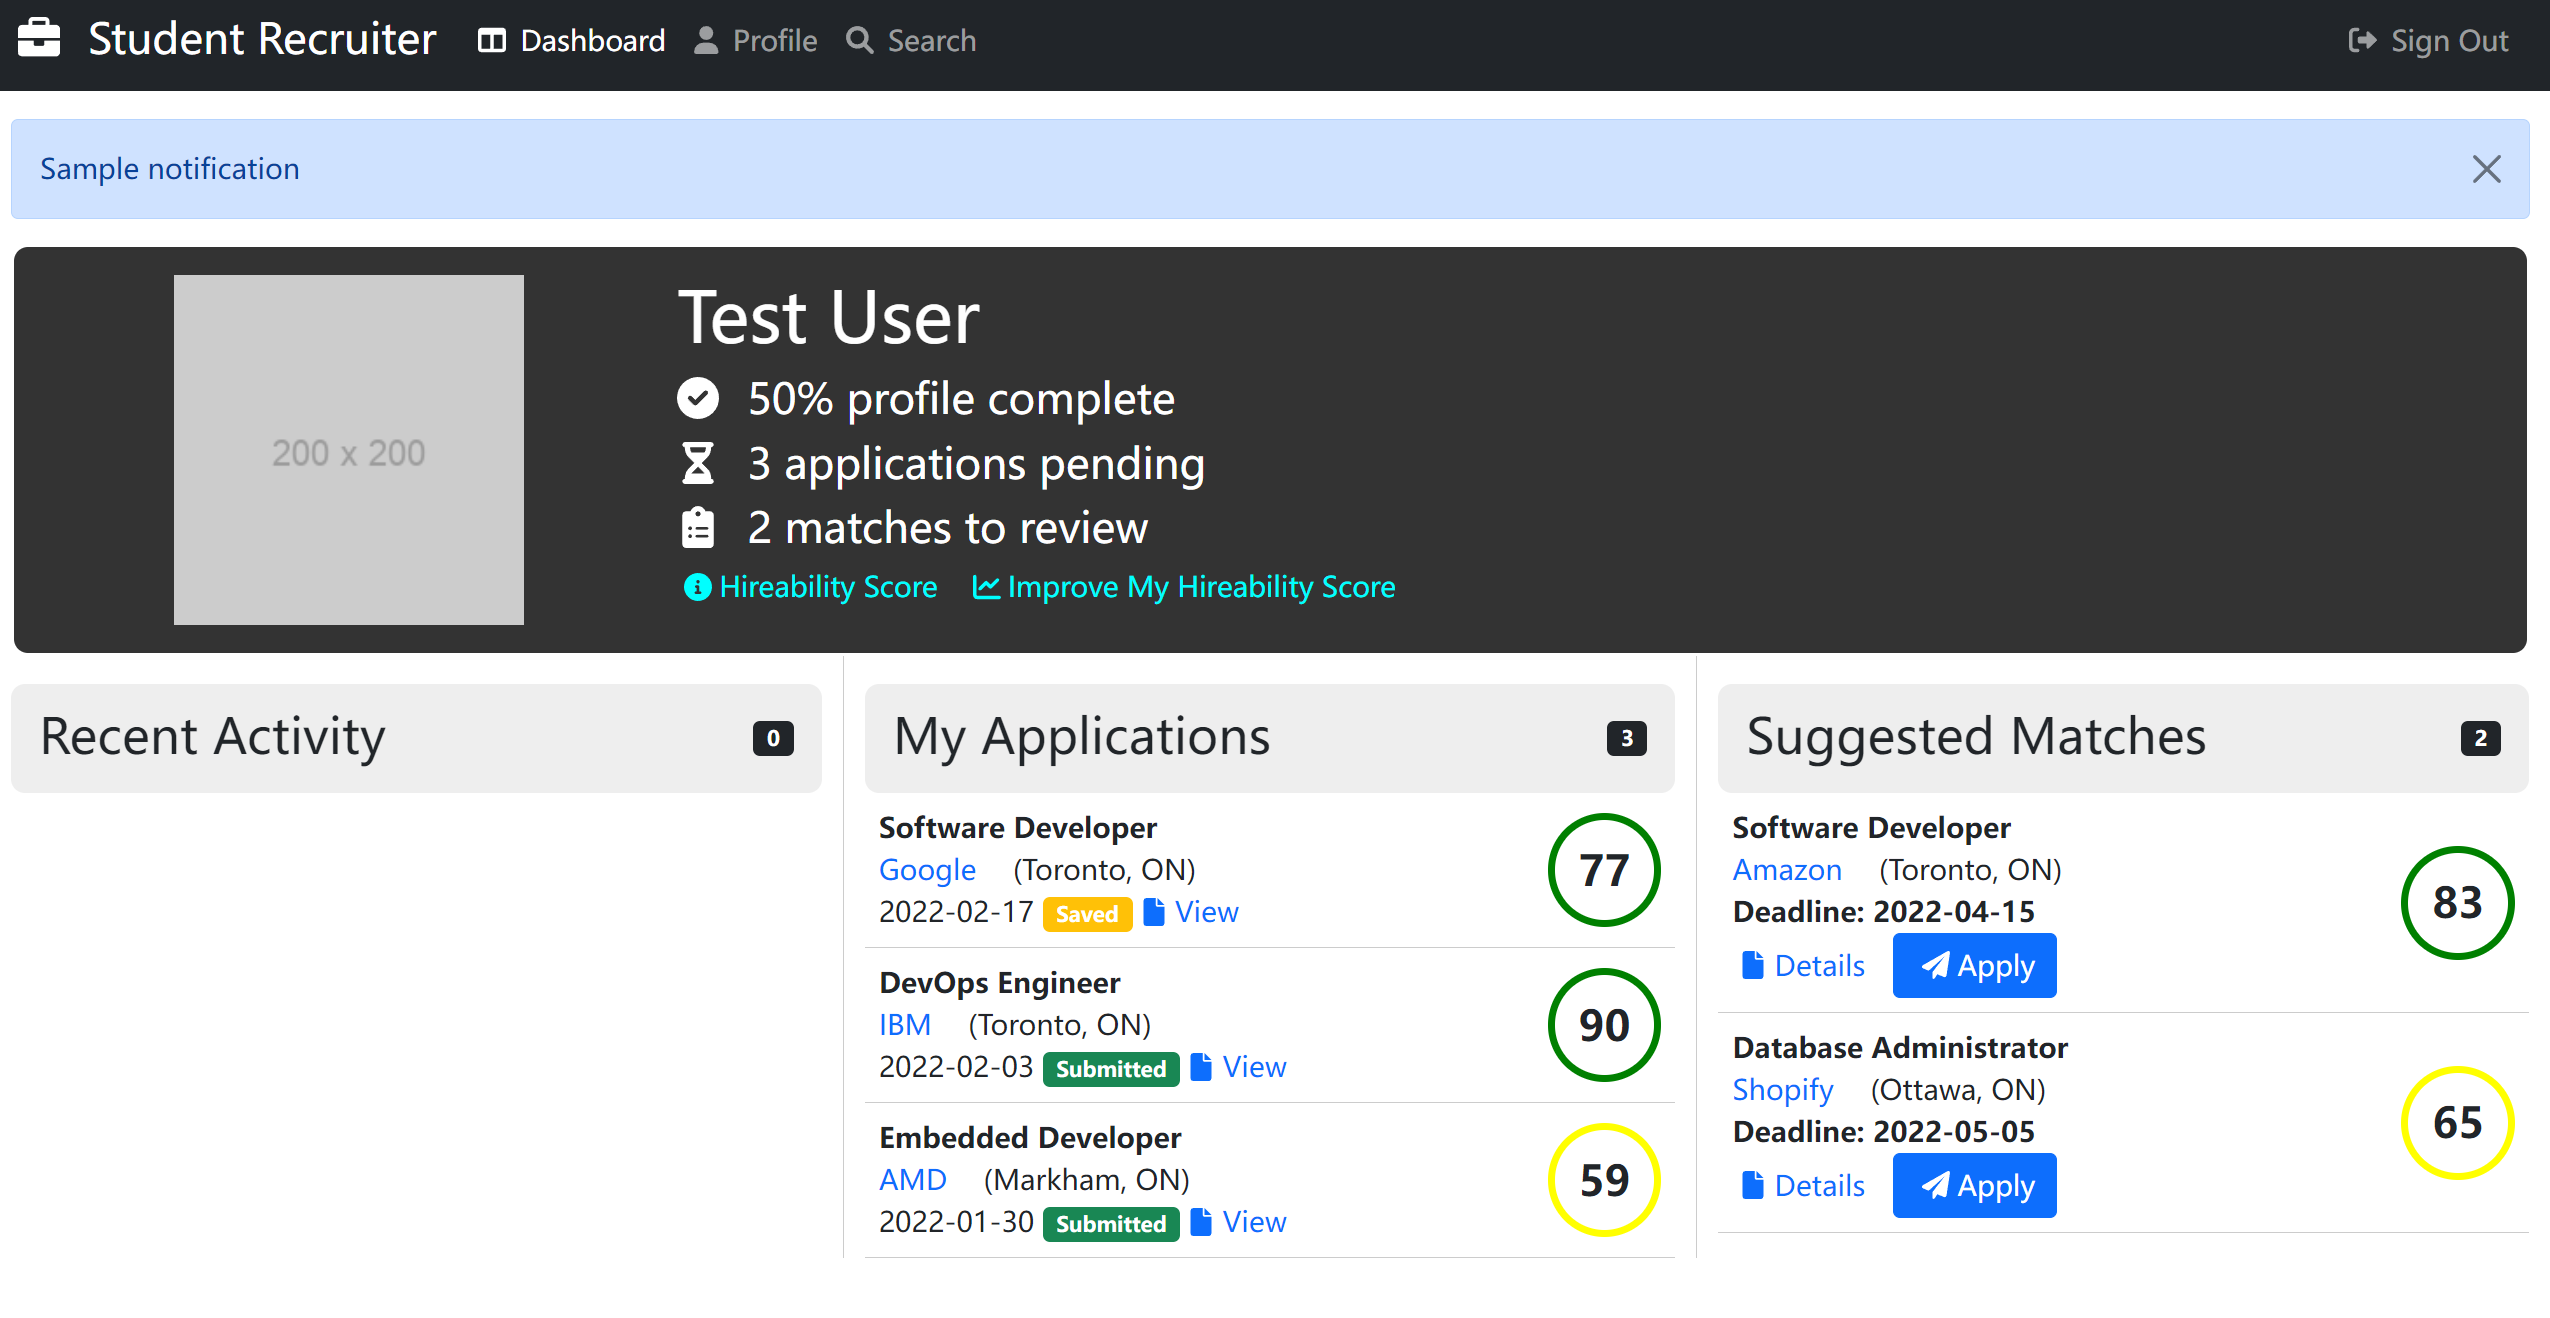 Student Recruiter Dashboard Profile Search Sign Out
Sample notification
200 x 200
Test User
50% profile complete
3 applications pending
2 matches to review
Hireability Score Improve My Hireability Score
Recent Activity 0
My Applications 3
Software Developer
Google (Toronto, ON)
2022-02-17 Saved View
77
DevOps Engineer
IBM (Toronto, ON)
2022-02-03 Submitted View
90
Embedded Developer
AMD (Markham, ON)
2022-01-30 Submitted View
59
Suggested Matches 2
Software Developer
Amazon (Toronto, ON)
Deadline: 2022-04-15
Details Apply
83
Database Administrator
Shopify (Ottawa, ON)
Deadline: 2022-05-05
Details Apply
65